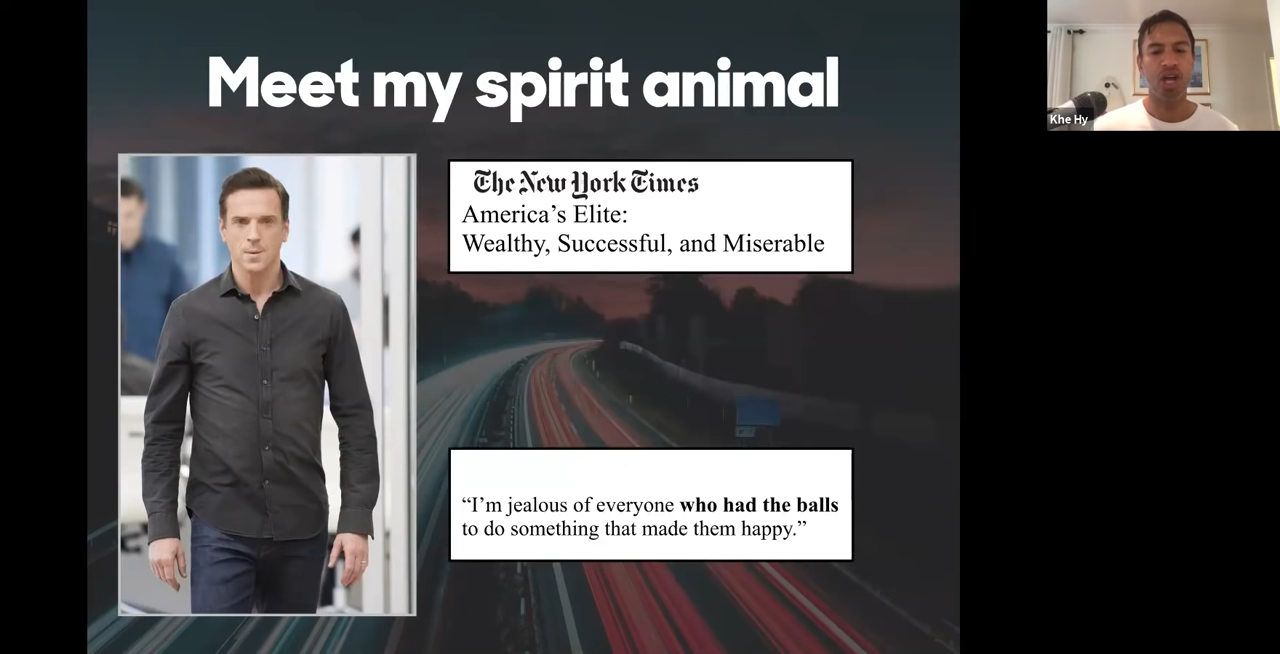 Meet my spirit animal
Khe Hy
The New York Times
America's Elite:
Wealthy, Successful, and Miserable
“I'm jealous of everyone who had the balls
to do something that made them happy.”